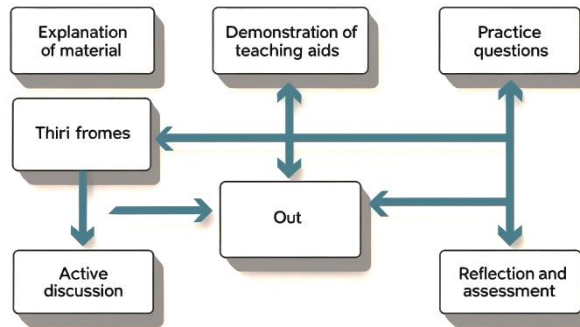 Explanation
of material
Demonstration of
teaching aids
Practice
questions
Thiri fromes
Out
Active
discussion
Reflection and
assessment